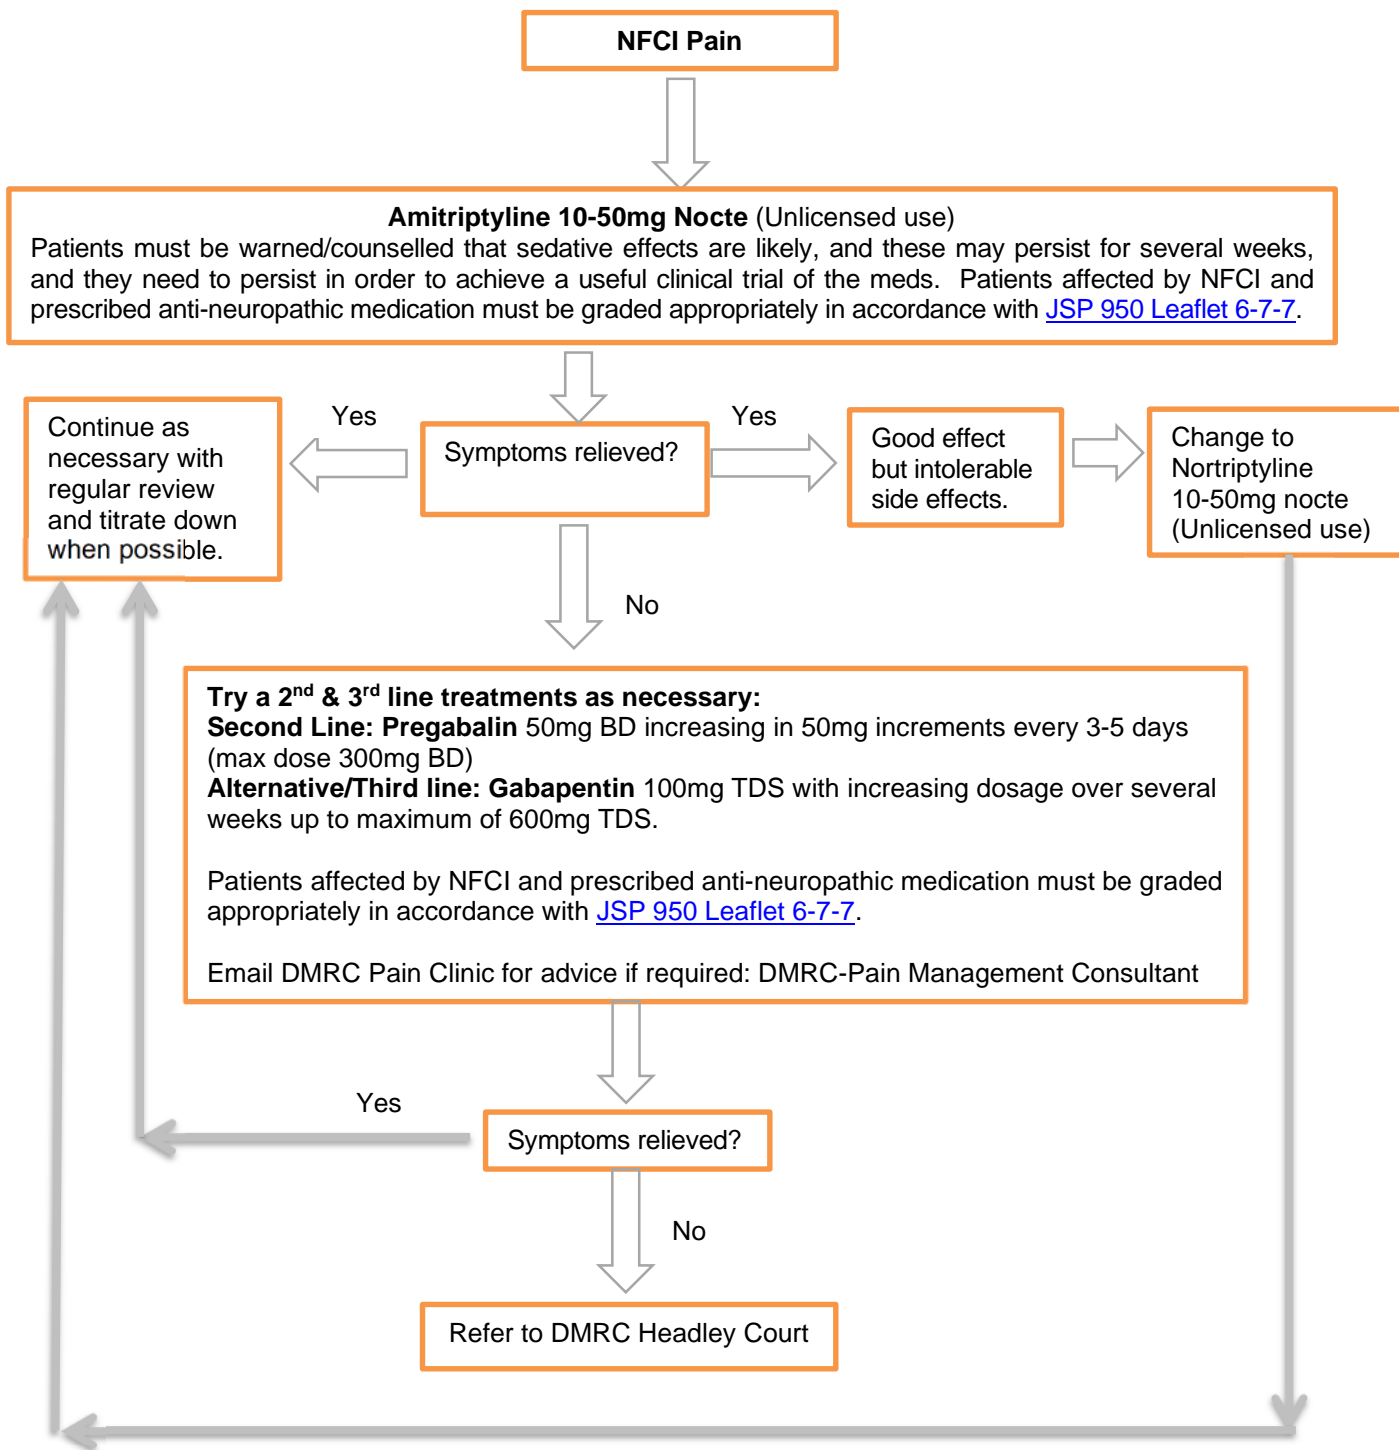 NFCI Pain
Amitriptyline 10-50mg Nocte (Unlicensed use)
Patients must be warned/counselled that sedative effects are likely, and these may persist for several weeks,
and they need to persist in order to achieve a useful clinical trial of the meds.  Patients affected by NFCI and
prescribed anti-neuropathic medication must be graded appropriately in accordance with JSP 950 Leaflet 6-7-7.
Continue as
necessary with
regular review
and titrate down
when possible.
Yes
Symptoms relieved?
Yes
Good effect
but intolerable
side effects.
Change to
Nortriptyline
10-50mg nocte
(Unlicensed use)
No
Try a 2nd & 3rd line treatments as necessary:
Second Line: Pregabalin 50mg BD increasing in 50mg increments every 3-5 days
(max dose 300mg BD)
Alternative/Third line: Gabapentin 100mg TDS with increasing dosage over several
weeks up to maximum of 600mg TDS.
Patients affected by NFCI and prescribed anti-neuropathic medication must be graded
appropriately in accordance with JSP 950 Leaflet 6-7-7.
Email DMRC Pain Clinic for advice if required: DMRC-Pain Management Consultant
Yes
Symptoms relieved?
No
Refer to DMRC Headley Court